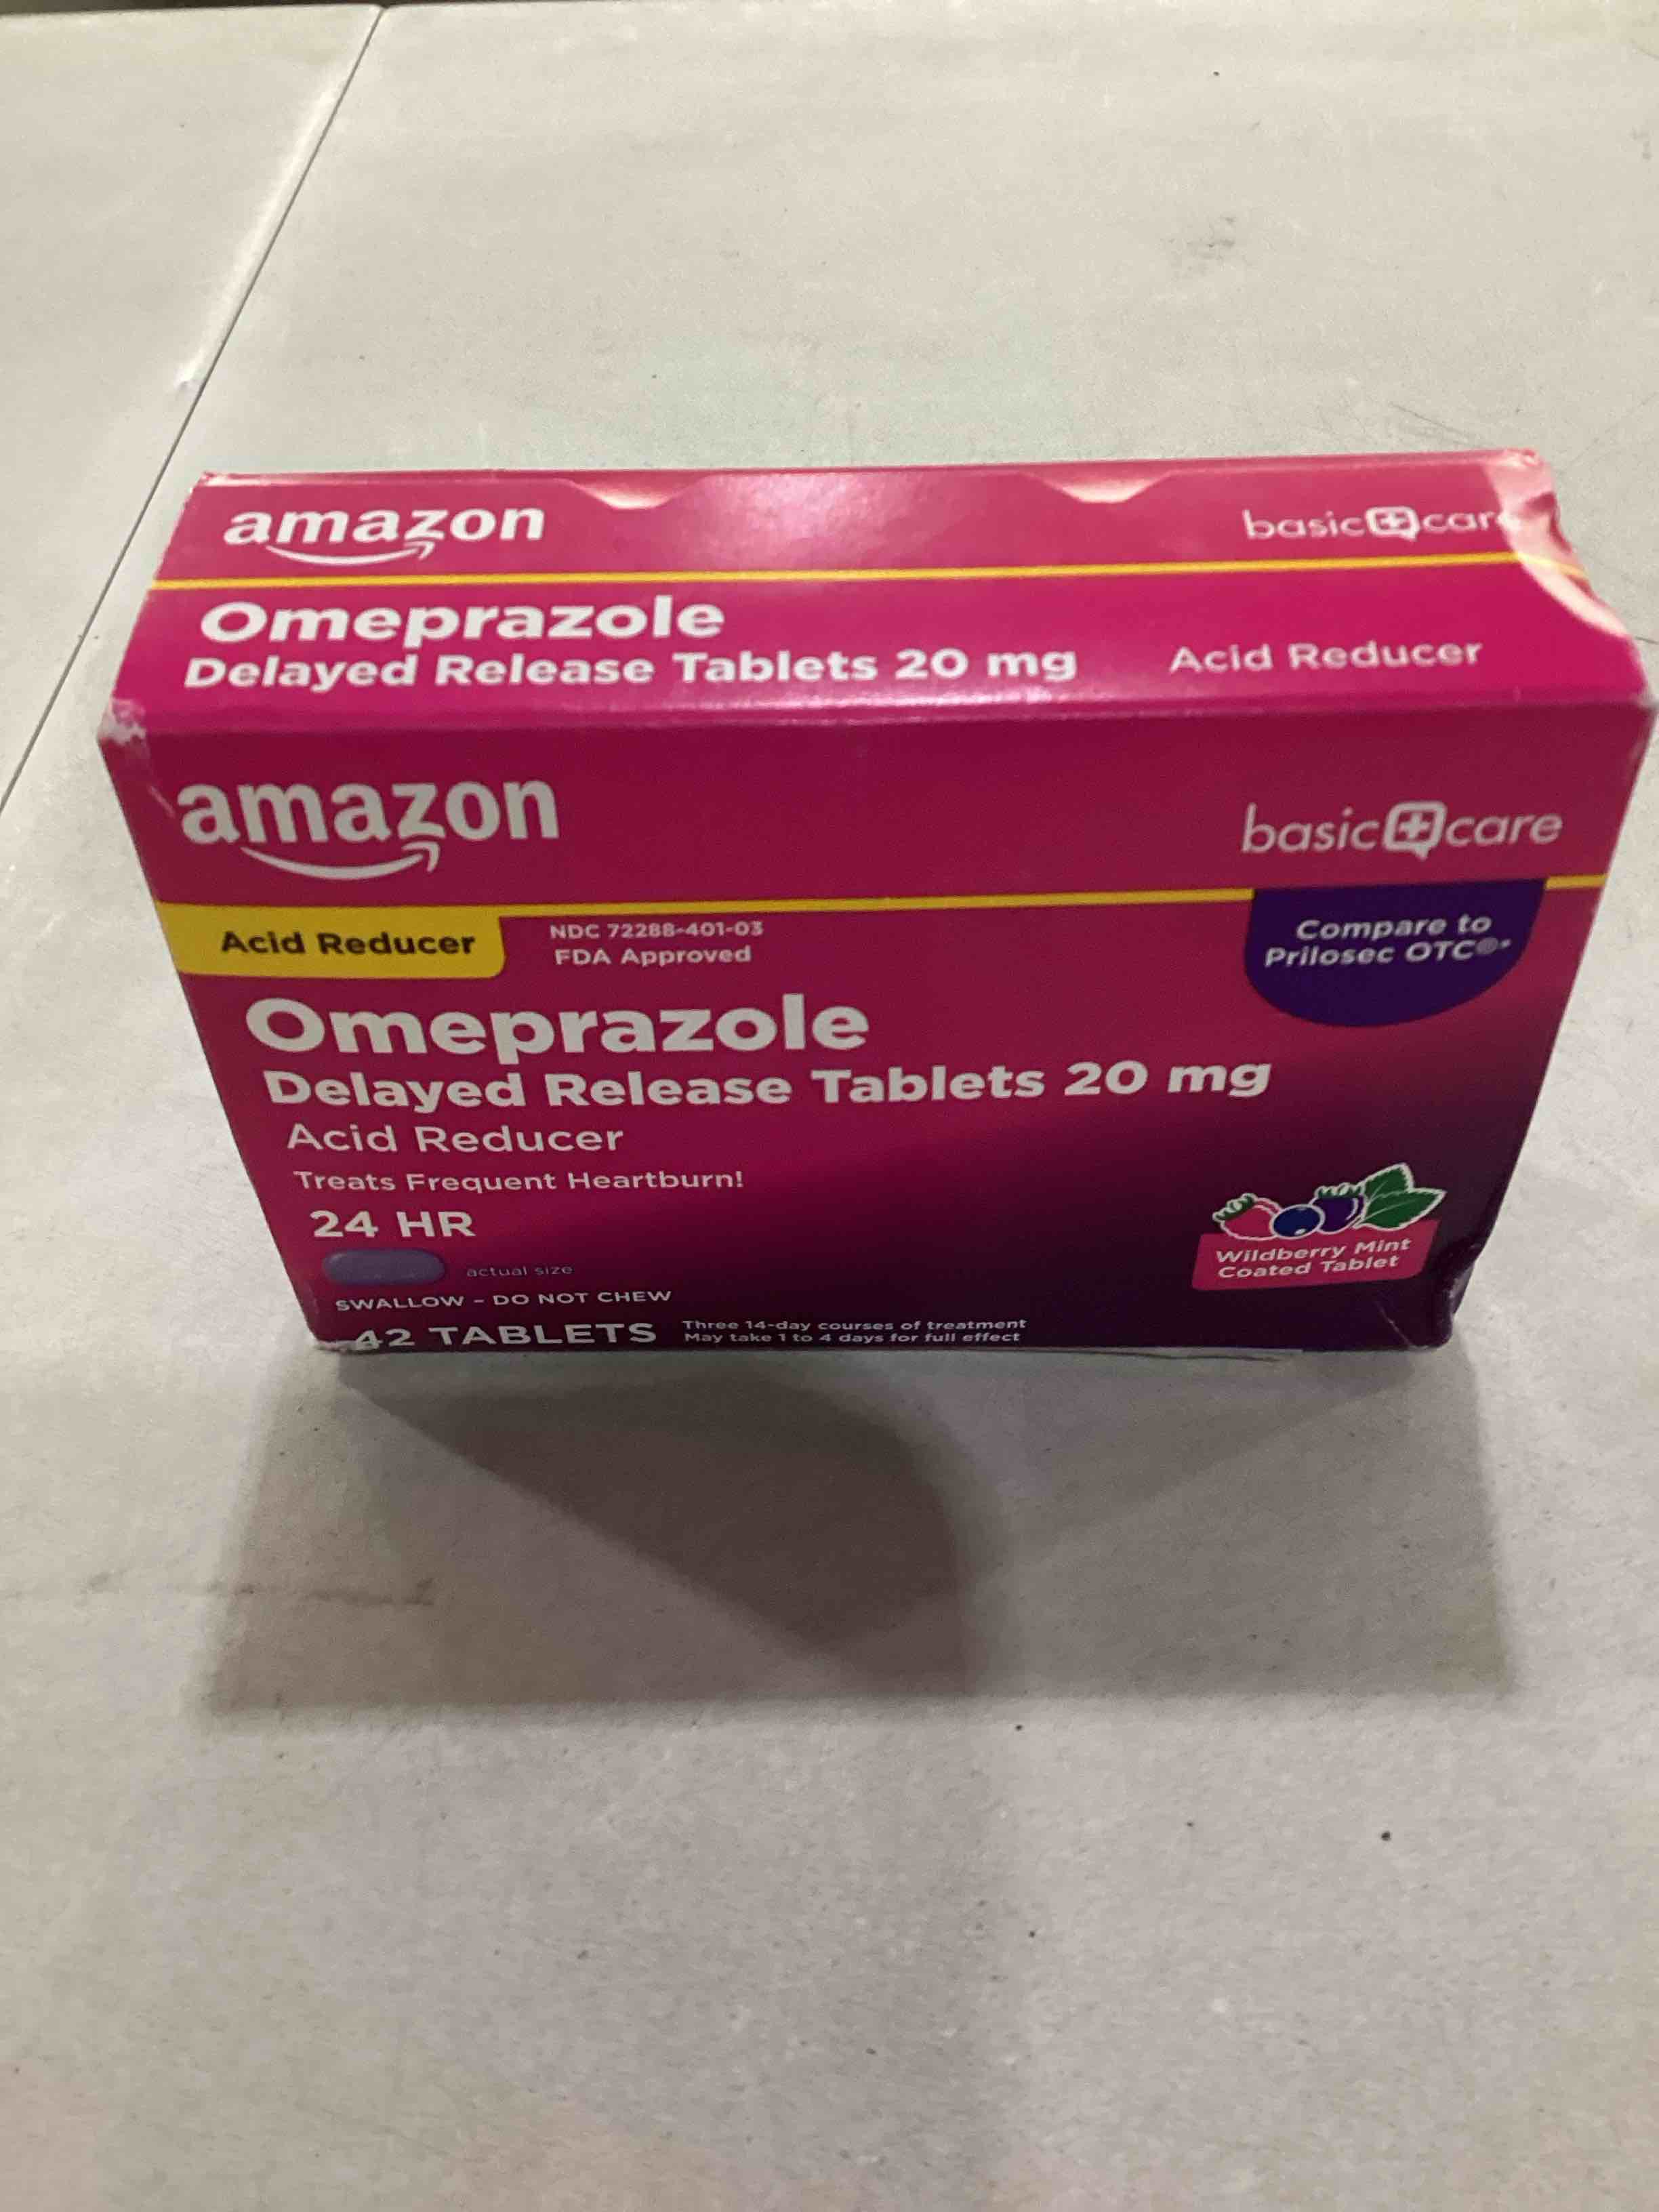 amazon
basic care
Omeprazole
Delayed Release Tablets 20 mg
Acid Reducer
amazon
basic care
Acid Reducer
NDC 72288-401-03
FDA Approved
Compare to
Prilosec OTC®*
Omeprazole
Delayed Release Tablets 20 mg
Acid Reducer
Treats Frequent Heartburn!
24 HR
actual size
SWALLOW – DO NOT CHEW
42 TABLETS
Three 14-day courses of treatment
May take 1 to 4 days for full effect
Wildberry Mint
Coated Tablet